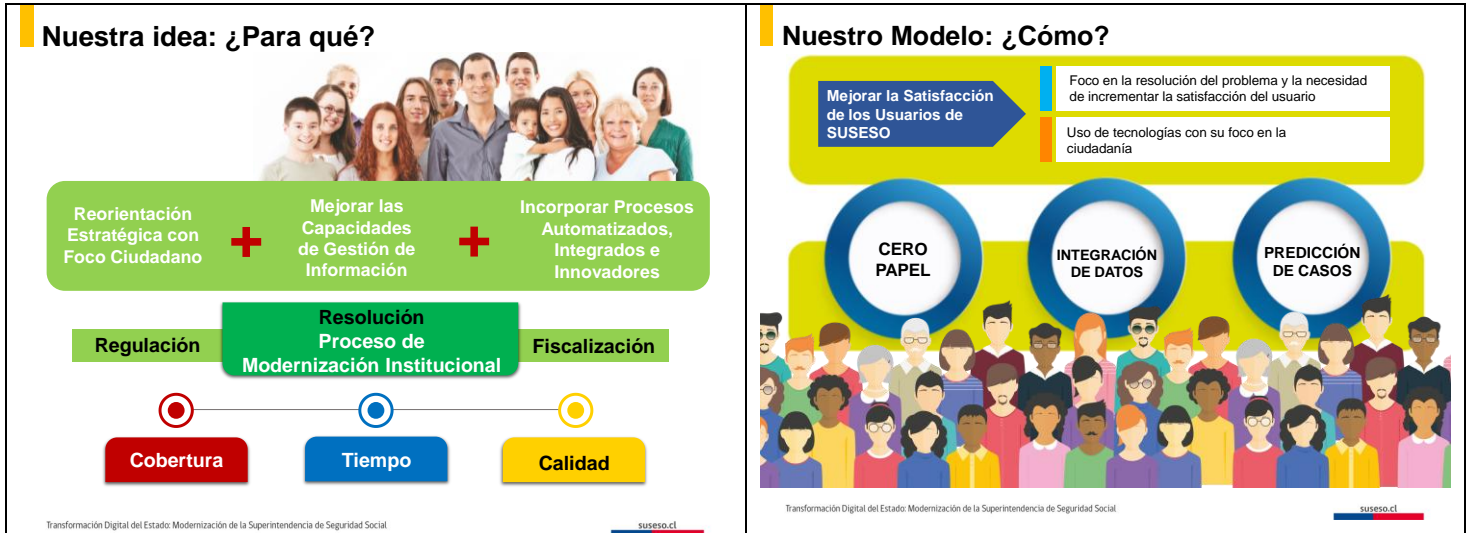 Nuestra idea: ¿Para qué?
Reorientación
Estratégica con
Foco Ciudadano
+
Mejorar las
Capacidades
de Gestión de
Información
+
Incorporar Procesos
Automatizados,
Integrados e
Innovadores
Regulación
Resolución
Proceso de
Modernización Institucional
Fiscalización
Cobertura
Tiempo
Calidad
Transformación Digital del Estado: Modernización de la Superintendencia de Seguridad Social
suseso.cl
Nuestro Modelo: ¿Cómo?
Mejorar la Satisfacción
de los Usuarios de
SUSESO
Foco en la resolución del problema y la necesidad
de incrementar la satisfacción del usuario
Uso de tecnologías con su foco en la
ciudadanía
CERO
PAPEL
INTEGRACIÓN
DE DATOS
PREDICCIÓN
DE CASOS
Transformación Digital del Estado: Modernización de la Superintendencia de Seguridad Social
suseso.cl